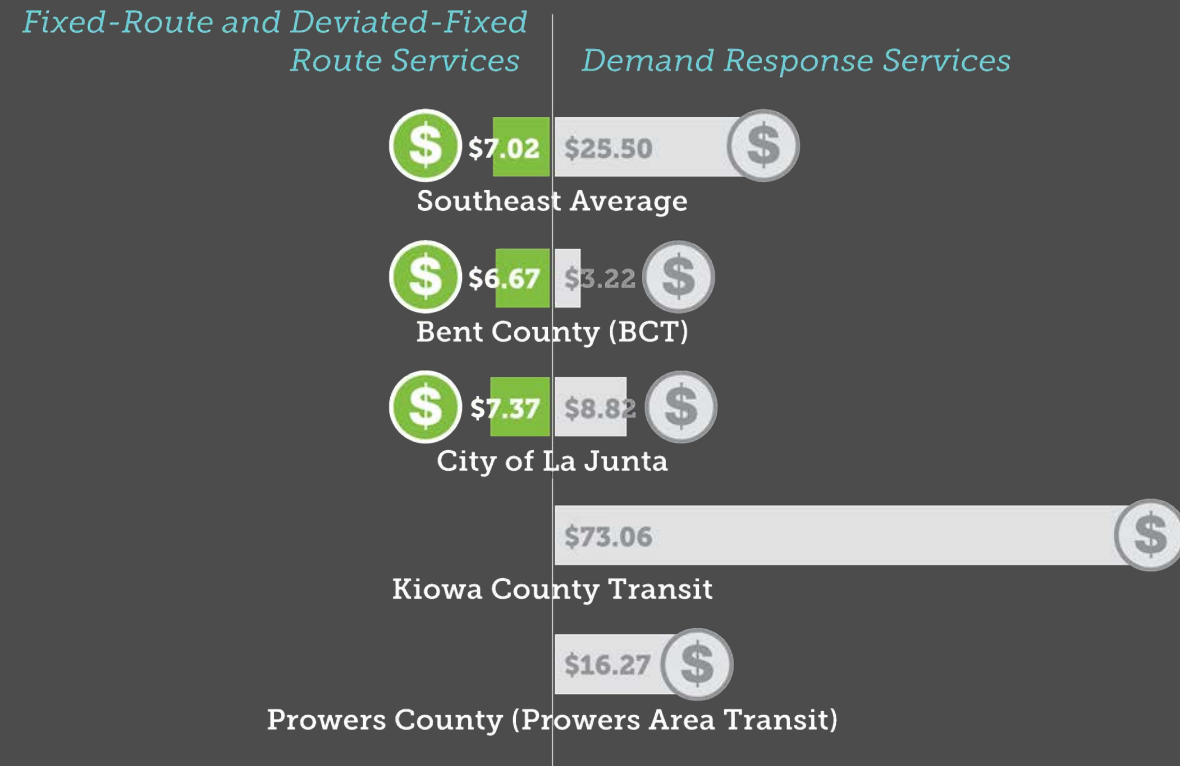 Fixed-Route and Deviated-Fixed
Route Services
Demand Response Services
$ $7.02 $25.50 $
Southeast Average
$ $6.67 $3.22 $
Bent County (BCT)
$ $7.37 $8.82 $
City of La Junta
$73.06 $
Kiowa County Transit
$16.27 $
Prowers County (Prowers Area Transit)